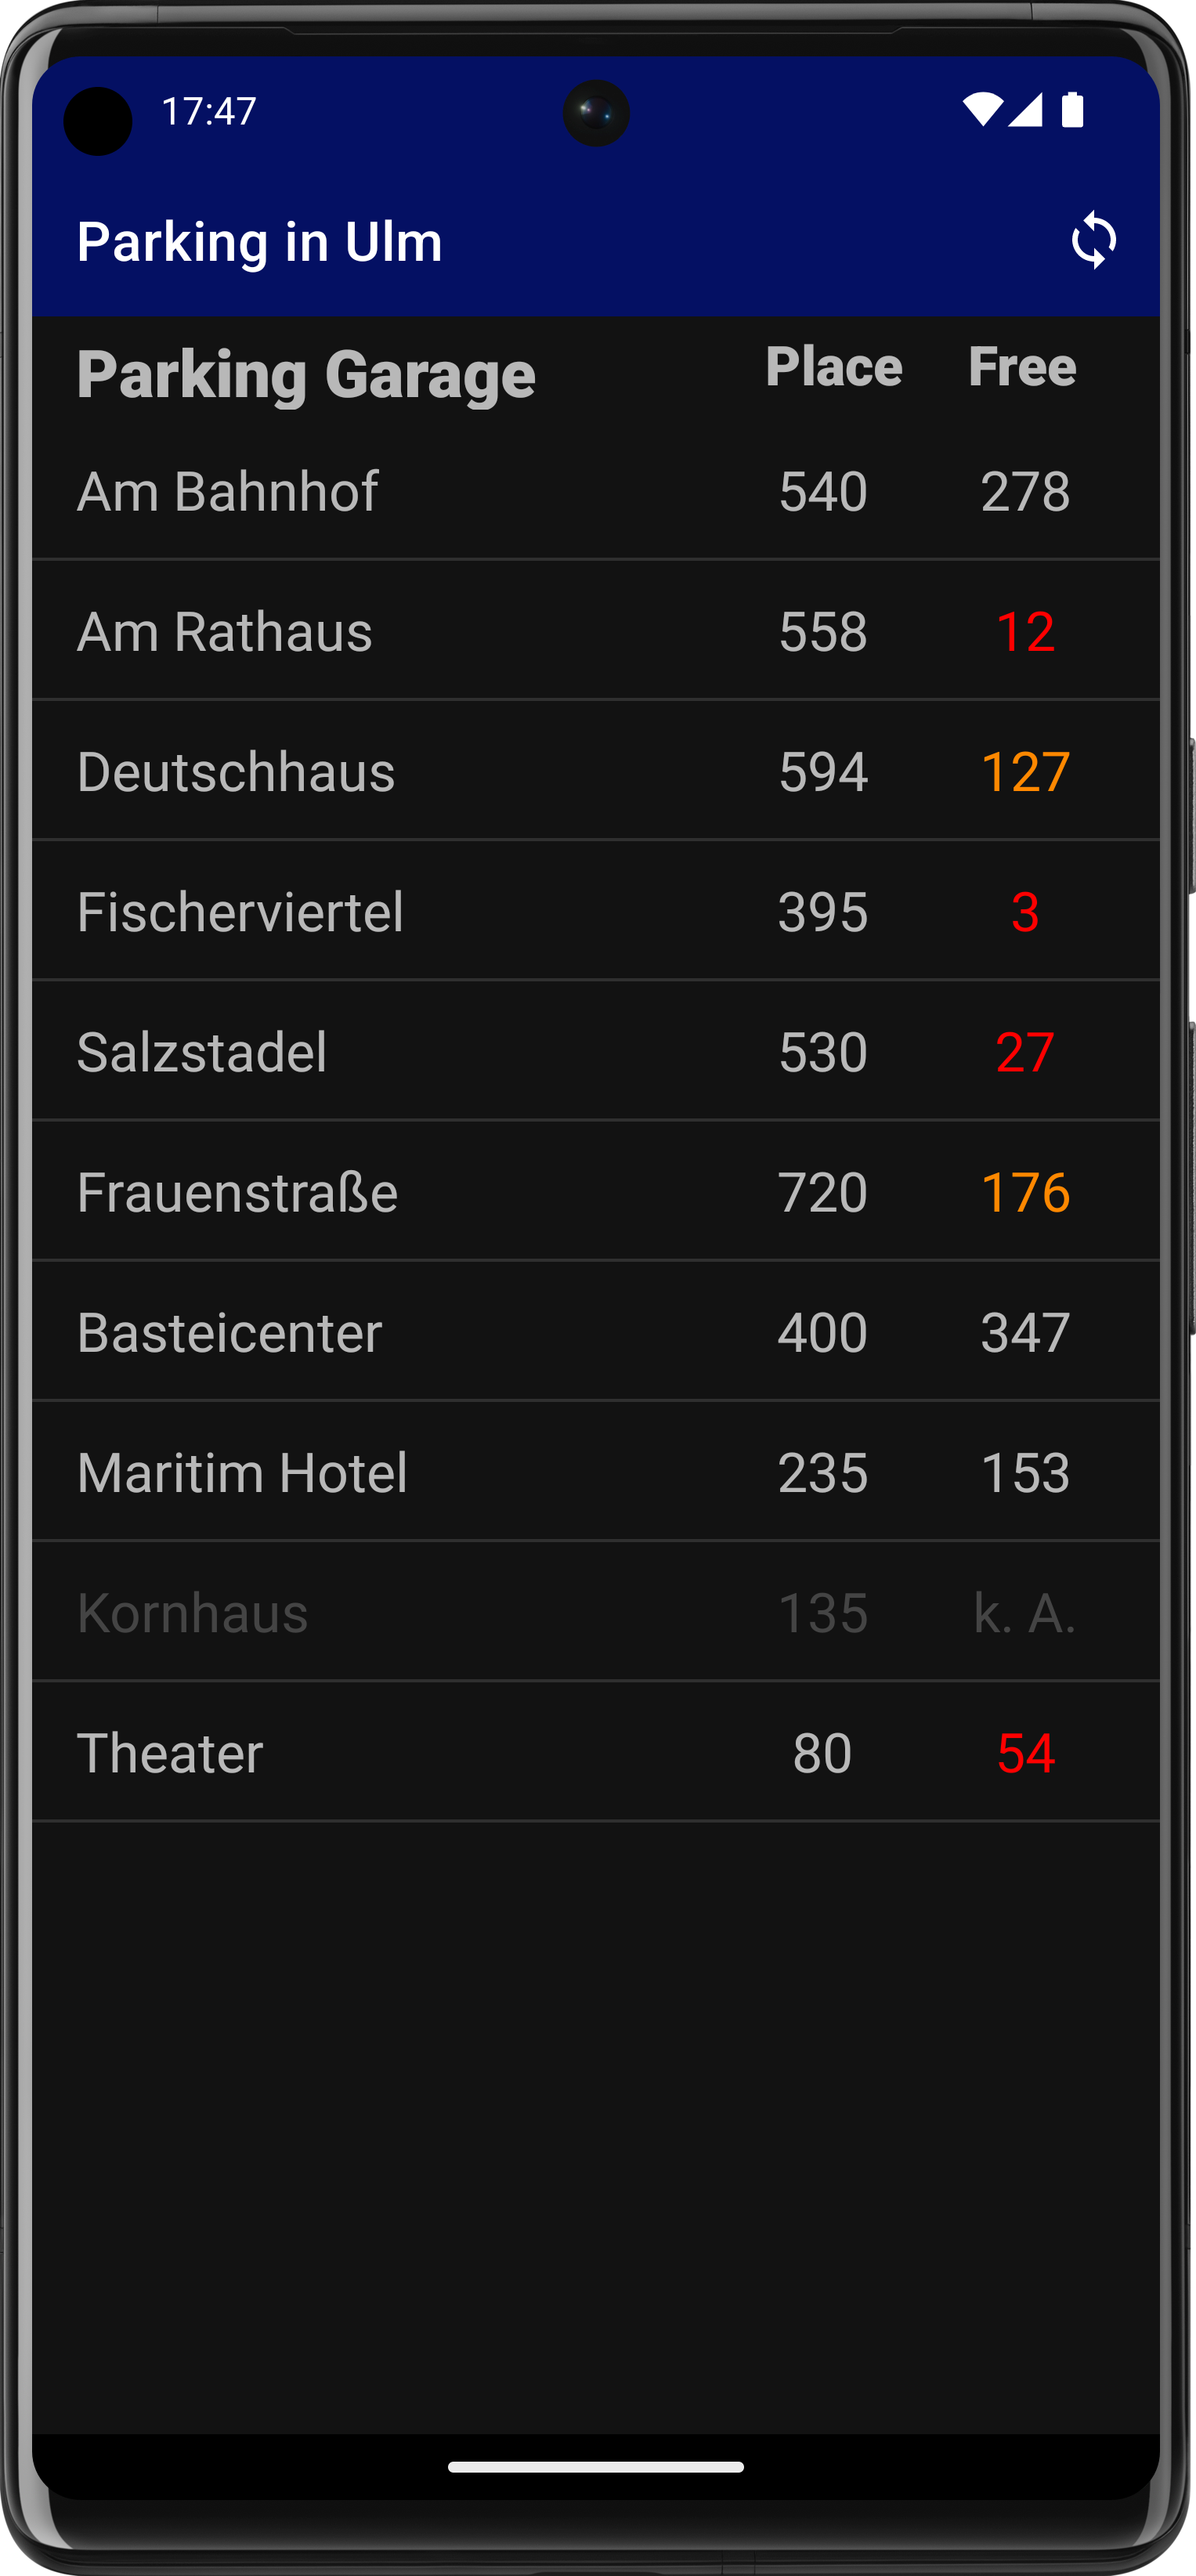 17:47
Parking in Ulm
Parking Garage Place Free
Am Bahnhof 540 278
Am Rathaus 558 12
Deutschhaus 594 127
Fischerviertel 395 3
Salzstadel 530 27
Frauenstraße 720 176
Basteicenter 400 347
Maritim Hotel 235 153
Kornhaus 135 k. A.
Theater 80 54